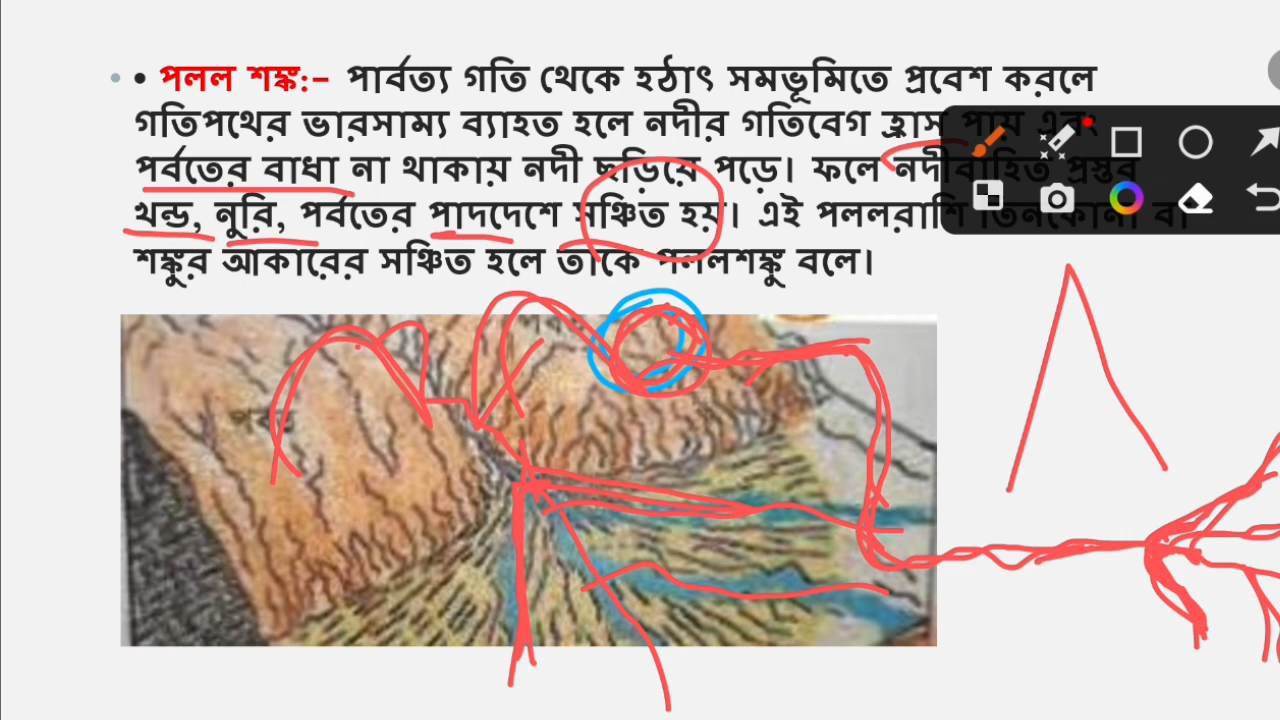 • • পলল শঙ্কু:– পার্বত্য গতি থেকে হঠাৎ সমভূমিতে প্রবেশ করলে
গতিপথের ভারসাম্য ব্যাহত হলে নদীর গতিবেগ হ্রাস পায় এবং
পর্বতের বাধা না থাকায় নদী ছড়িয়ে পড়ে। ফলে নদীবাহিত প্রস্তর
খন্ড, নুরি, পর্বতের পাদদেশে সঞ্চিত হয়। এই পললরাশি তিনকোনা বা
শঙ্কুর আকারের সঞ্চিত হলে তাকে পললশঙ্কু বলে।